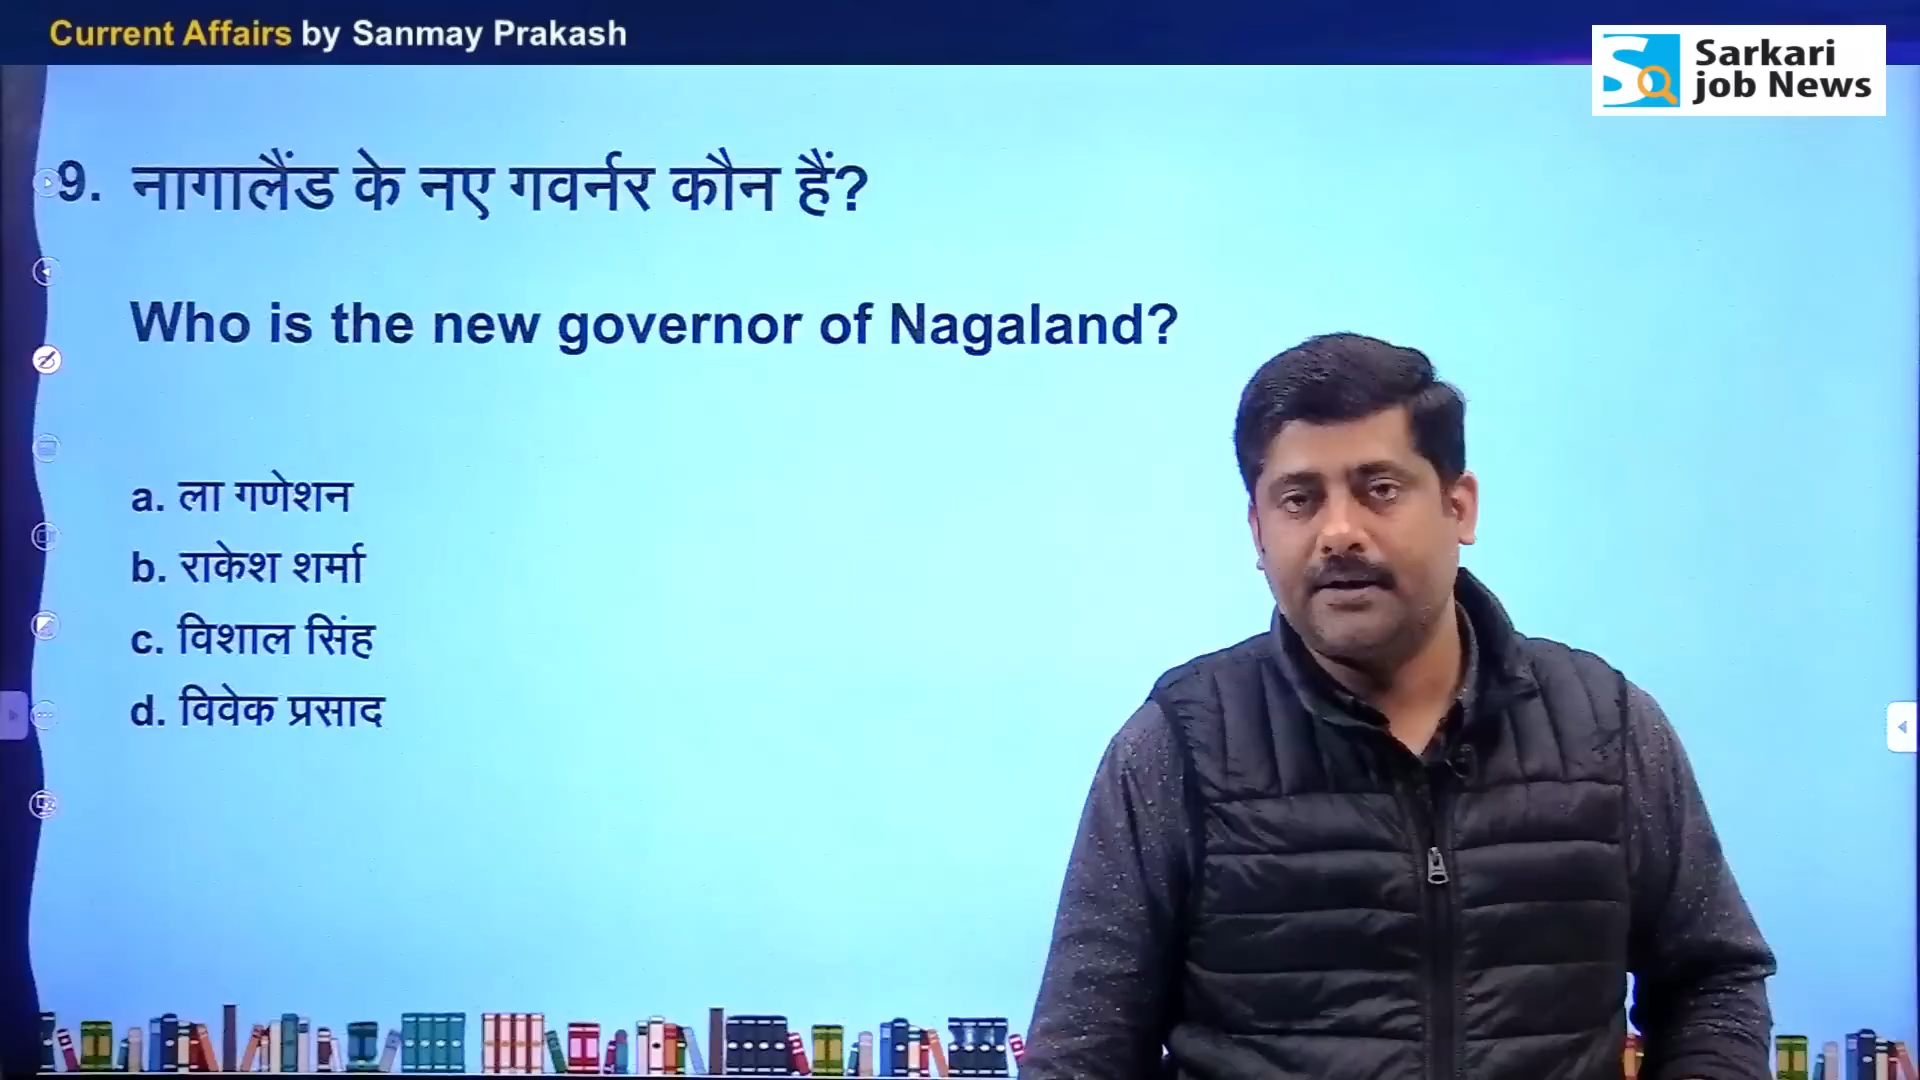 Current Affairs by Sanmay Prakash
Sarkari
job News
9. नागालैंड के नए गवर्नर कौन हैं?
Who is the new governor of Nagaland?
a. ला गणेशन
b. राकेश शर्मा
c. विशाल सिंह
d. विवेक प्रसाद